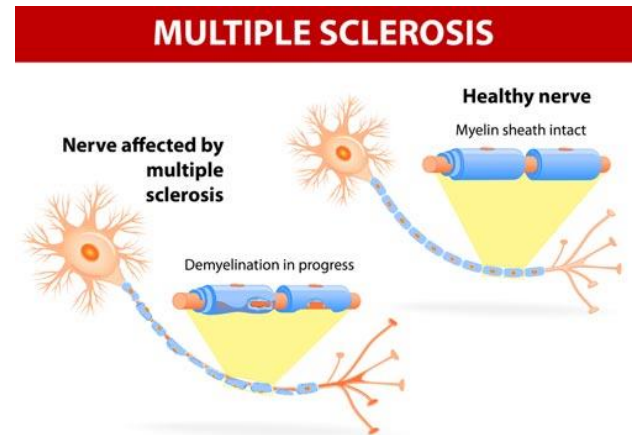 MULTIPLE SCLEROSIS
Healthy nerve
Myelin sheath intact
Nerve affected by
multiple
sclerosis
Demyelination in progress